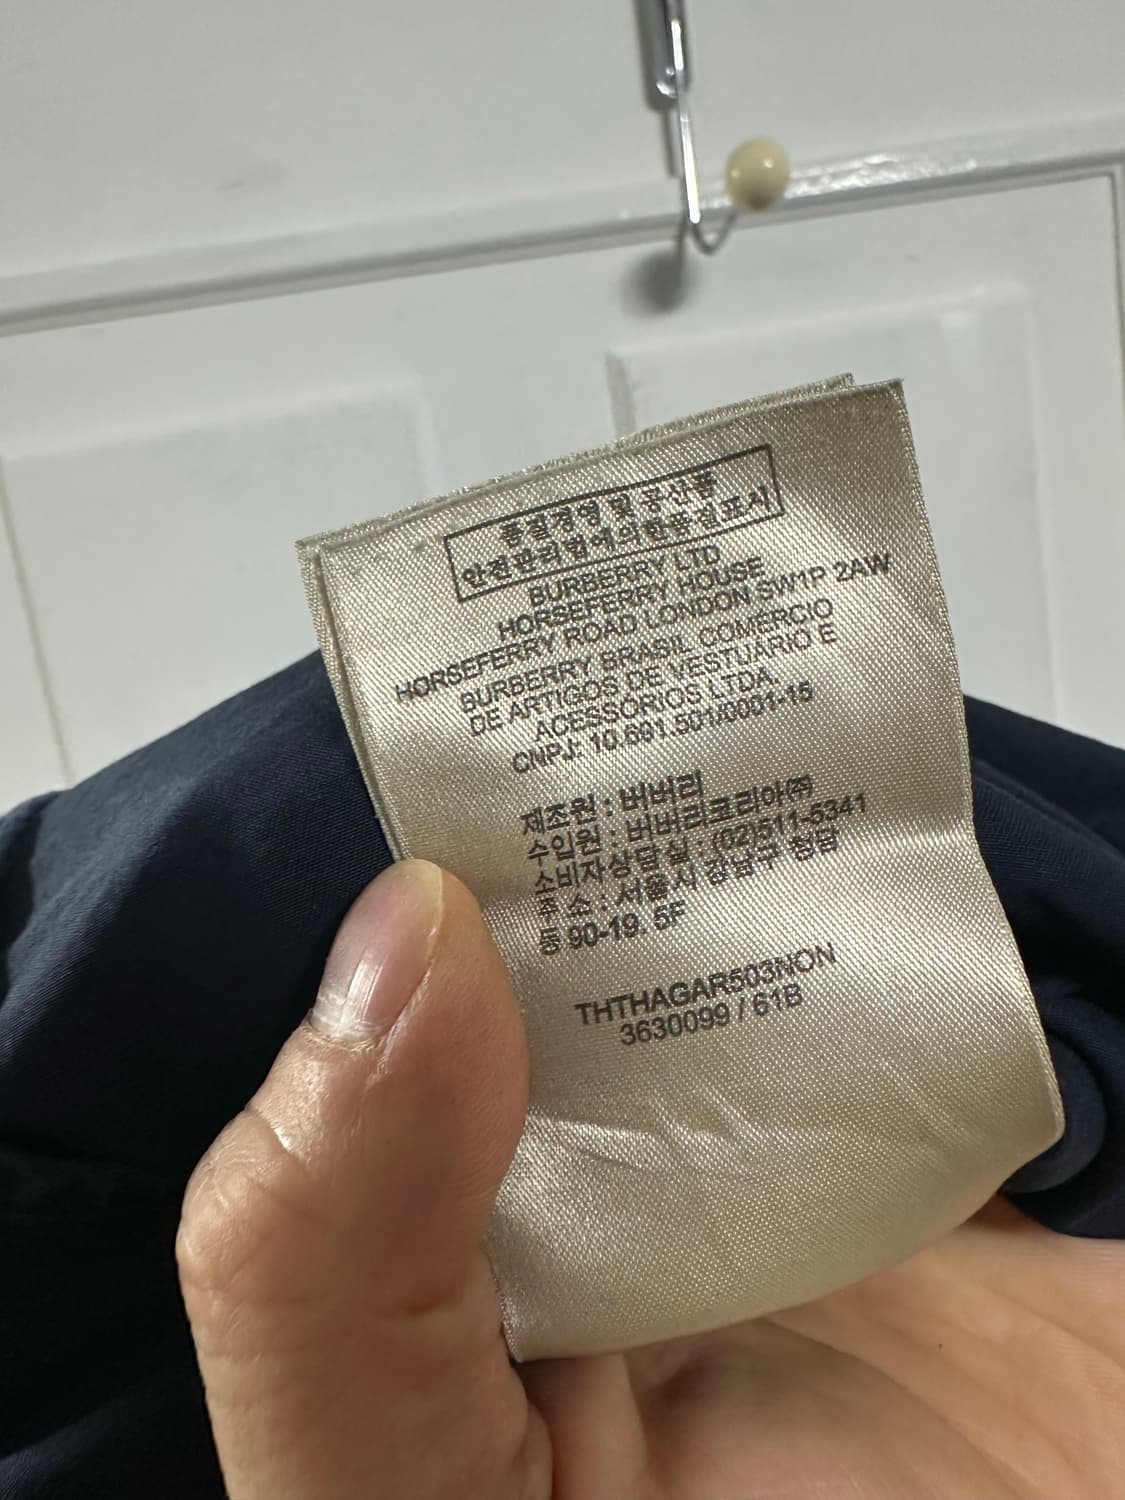 품질경영 및 공산품
안전관리법에의한품질표시
BURBERRY LTD
HORSEFERRY HOUSE
HORSEFERRY ROAD LONDON SW1P 2AW
BURBERRY BRASIL COMÉRCIO
DE ARTIGOS DE VESTUÁRIO E
ACESSÓRIOS LTDA.
CNPJ: 10.691.501/0001-15
제조원 : 버버리
수입원 : 버버리코리아㈜
소비자상담실 : (02)511-5341
주 소 : 서울시 강남구 청담
동 90-19. 5F
THTHAGAR503NON
3630099 / 61B